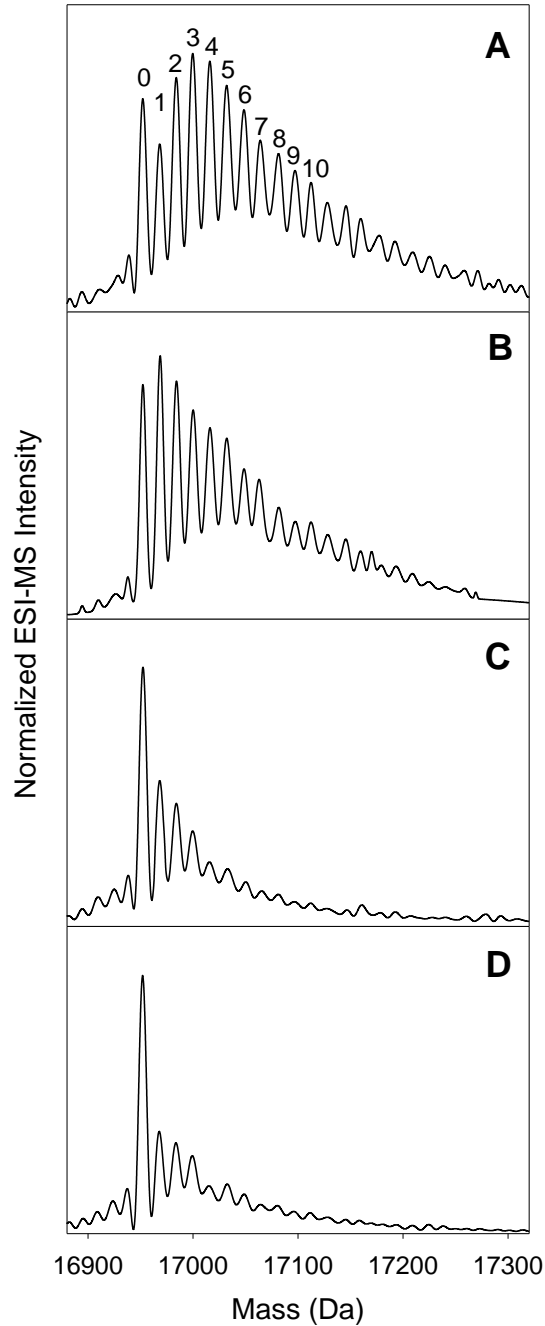 A
0 1 2 3 4 5 6 7 8 9 10
B
C
D
Normalized ESI-MS Intensity
16900 17000 17100 17200 17300
Mass (Da)